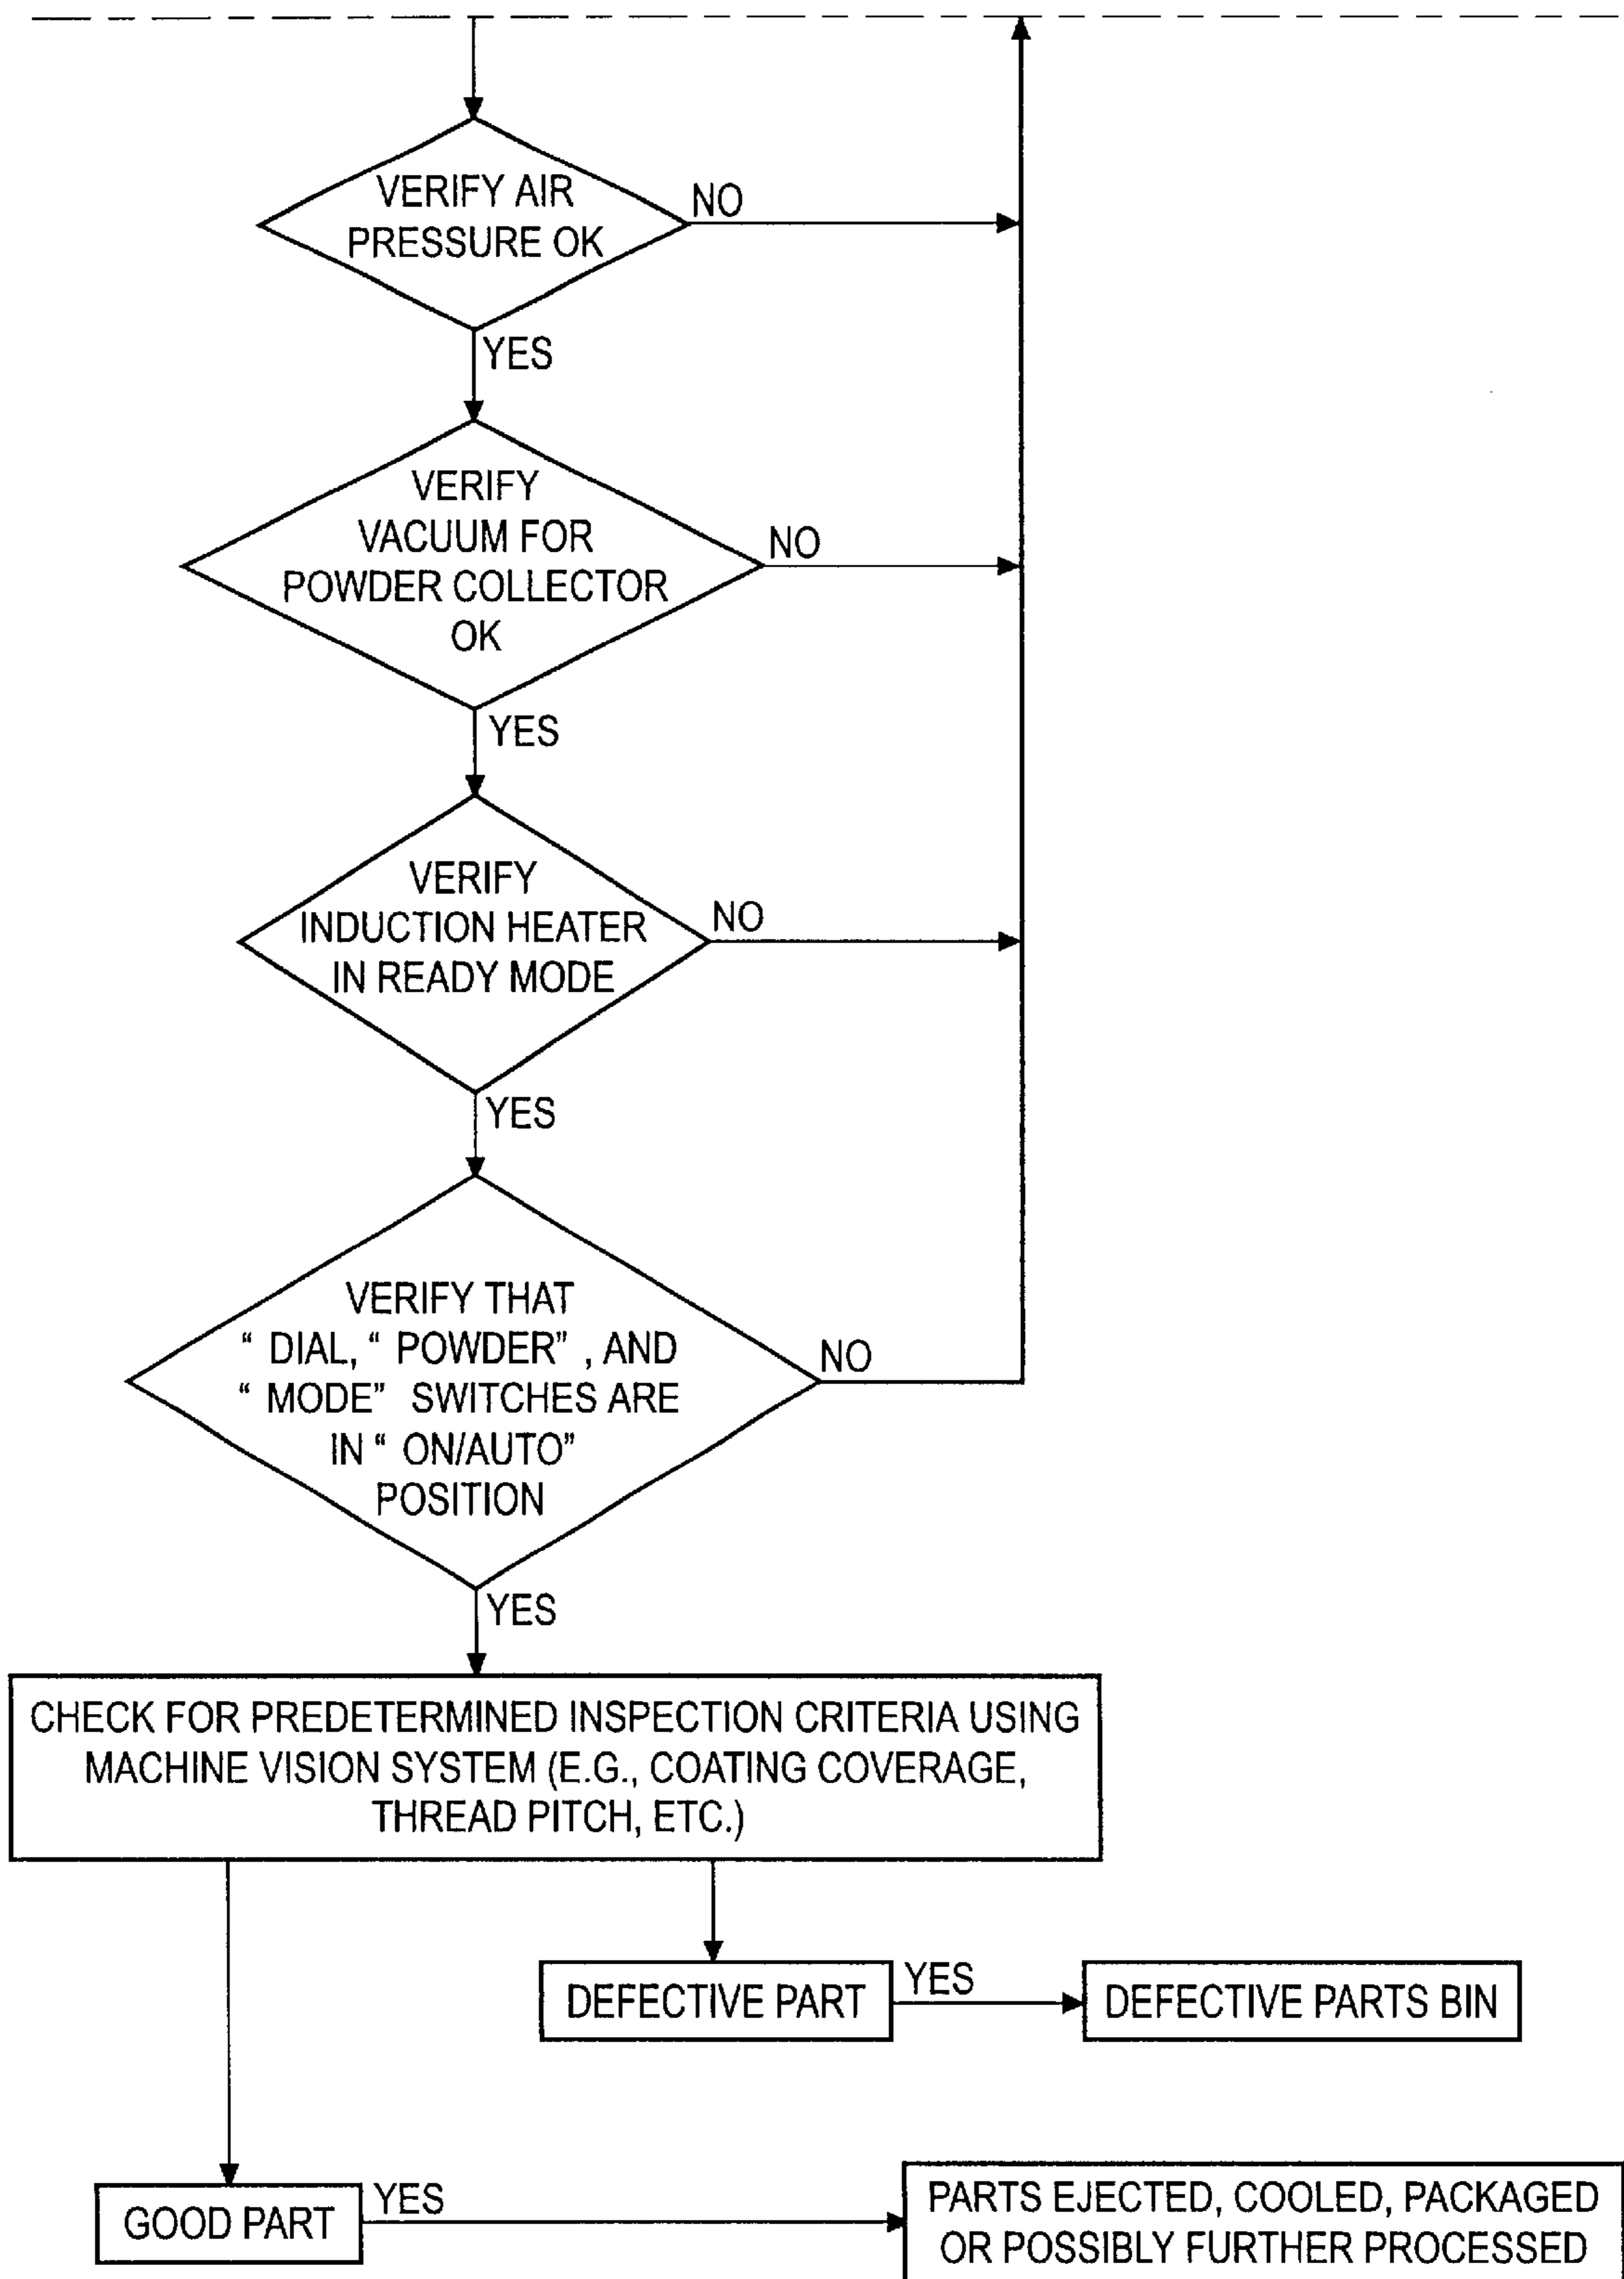 VERIFY AIR
PRESSURE OK
NO
YES
VERIFY
VACUUM FOR
POWDER COLLECTOR
OK
NO
YES
VERIFY
INDUCTION HEATER
IN READY MODE
NO
YES
VERIFY THAT
“ DIAL, “ POWDER” , AND
“ MODE” SWITCHES ARE
IN “ ON/AUTO”
POSITION
NO
YES
CHECK FOR PREDETERMINED INSPECTION CRITERIA USING
MACHINE VISION SYSTEM (E.G., COATING COVERAGE,
THREAD PITCH, ETC.)
DEFECTIVE PART
YES
DEFECTIVE PARTS BIN
GOOD PART
YES
PARTS EJECTED, COOLED, PACKAGED
OR POSSIBLY FURTHER PROCESSED